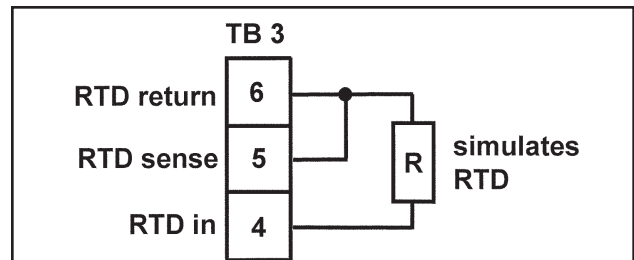 TB 3
RTD return 6
RTD sense 5
RTD in 4
R
simulates
RTD